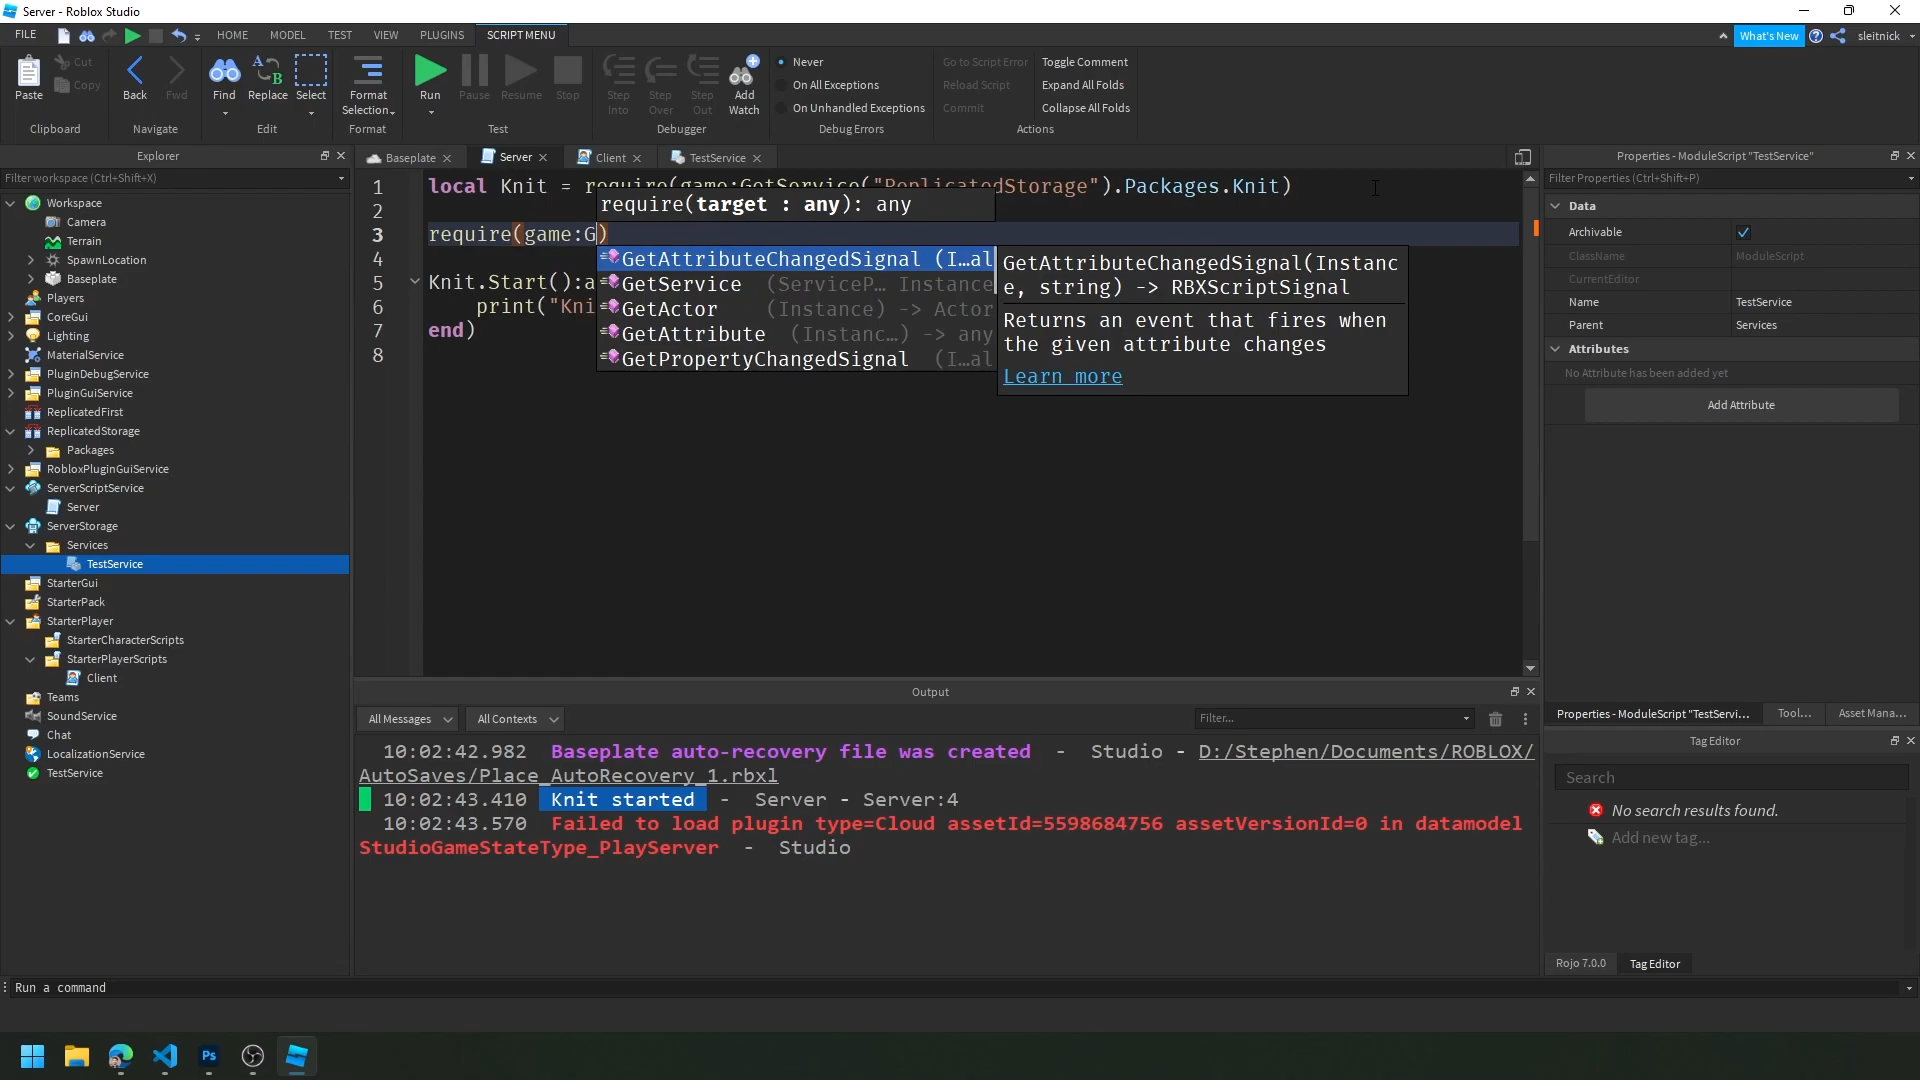 Server - Roblox Studio
FILE HOME MODEL TEST VIEW PLUGINS SCRIPT MENU What's New sleitnick
Paste Cut Copy Back Fwd Find Replace Select Format Selection Run Pause Resume Stop Step Into Step Over Step Out Add Watch
Never Go to Script Error Toggle Comment
On All Exceptions Reload Script Expand All Folds
On Unhandled Exceptions Commit Collapse All Folds
Clipboard Navigate Edit Format Test Debugger Debug Errors Actions
Explorer
Filter workspace (Ctrl+Shift+X)
Workspace
Camera
Terrain
SpawnLocation
Baseplate
Players
CoreGui
Lighting
MaterialService
PluginDebugService
PluginGuiService
ReplicatedFirst
ReplicatedStorage
Packages
RobloxPluginGuiService
ServerScriptService
Server
ServerStorage
Services
TestService
StarterGui
StarterPack
StarterPlayer
StarterCharacterScripts
StarterPlayerScripts
Client
Teams
SoundService
Chat
LocalizationService
TestService
Baseplate Server Client TestService
1 local Knit = require(game:GetService("ReplicatedStorage").Packages.Knit)
2
3 require(game:G)
4
5 Knit.Start():a
6 print("Kni
7 end)
8
require(target : any): any
GetAttributeChangedSignal (I…al
GetService (ServiceP… Instance
GetActor (Instance) -> Actor
GetAttribute (Instanc…) -> any
GetPropertyChangedSignal (I…al
GetAttributeChangedSignal(Instanc
e, string) -> RBXScriptSignal
Returns an event that fires when
the given attribute changes
Learn more
Output
All Messages All Contexts Filter...
10:02:42.982 Baseplate auto-recovery file was created - Studio - D:/Stephen/Documents/ROBLOX/
AutoSaves/Place_AutoRecovery_1.rbxl
10:02:43.410 Knit started - Server - Server:4
10:02:43.570 Failed to load plugin type=Cloud assetId=5598684756 assetVersionId=0 in datamodel
StudioGameStateType_PlayServer - Studio
Properties - ModuleScript "TestService"
Filter Properties (Ctrl+Shift+P)
Data
Archivable
ClassName ModuleScript
CurrentEditor
Name TestService
Parent Services
Attributes
No Attribute has been added yet
Add Attribute
Properties - ModuleScript "TestServi... Tool... Asset Mana...
Tag Editor
Search
No search results found.
Add new tag...
Rojo 7.0.0 Tag Editor
Run a command
Ps